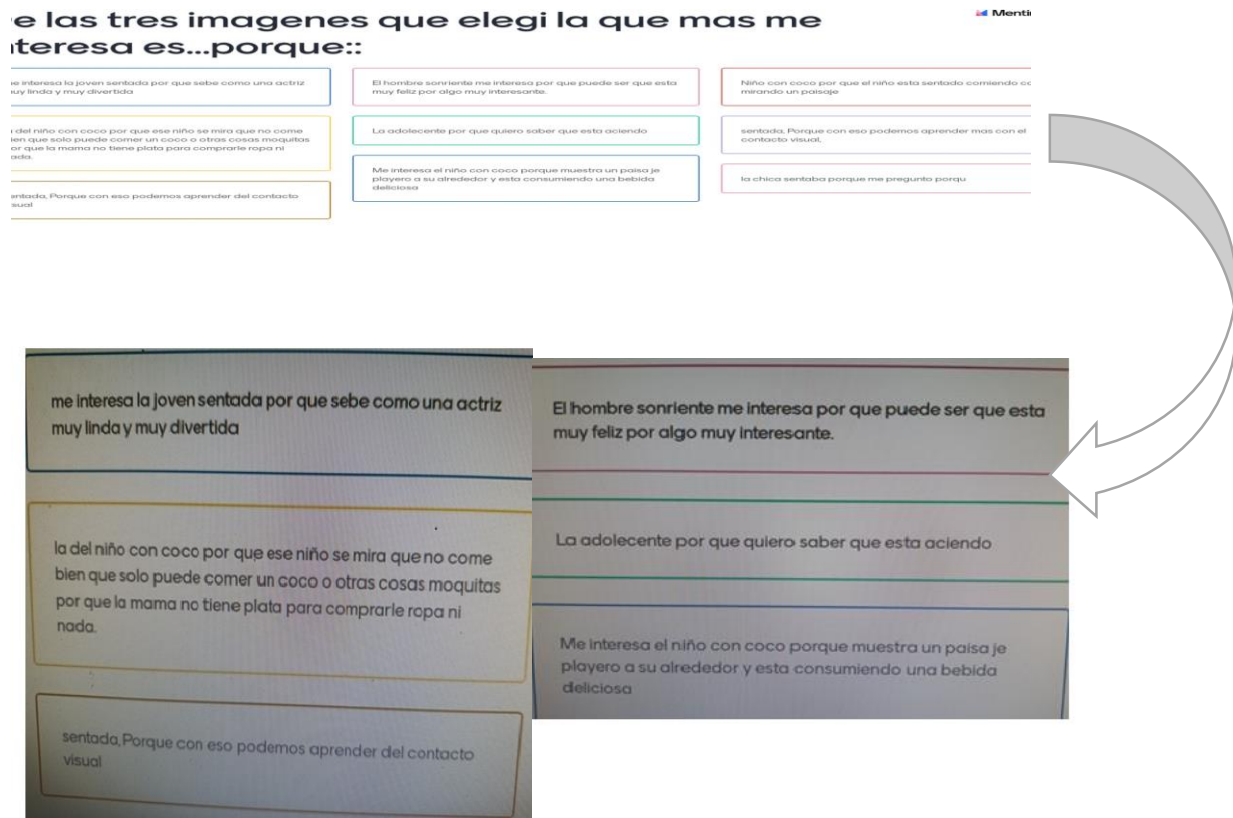 e las tres imagenes que elegi la que mas me
nteresa es...porque::
Menti
e interesa la joven sentada por que sebe como una actriz
uy linda y muy divertida
del niño con coco por que ese niño se mira que no come
ien que solo puede comer un coco o otras cosas moquitas
or que la mama no tiene plata para comprarle ropa ni
ada.
entada, Porque con eso podemos aprender del contacto
sual
El hombre sonriente me interesa por que puede ser que esta
muy feliz por algo muy interesante.
La adolecente por que quiero saber que esta aciendo
Me interesa el niño con coco porque muestra un paisa je
playero a su alrededor y esta consumiendo una bebida
deliciosa
Niño con coco por que el niño esta sentado comiendo co
mirando un paisaje
sentada, Porque con eso podemos aprender mas con el
contacto visual,
la chica sentaba porque me pregunto porqu
me interesa la joven sentada por que sebe como una actriz
muy linda y muy divertida
la del niño con coco por que ese niño se mira que no come
bien que solo puede comer un coco o otras cosas moquitas
por que la mama no tiene plata para comprarle ropa ni
nada.
sentada, Porque con eso podemos aprender del contacto
visual
El hombre sonriente me interesa por que puede ser que esta
muy feliz por algo muy interesante.
La adolecente por que quiero saber que esta aciendo
Me interesa el niño con coco porque muestra un paisa je
playero a su alrededor y esta consumiendo una bebida
deliciosa